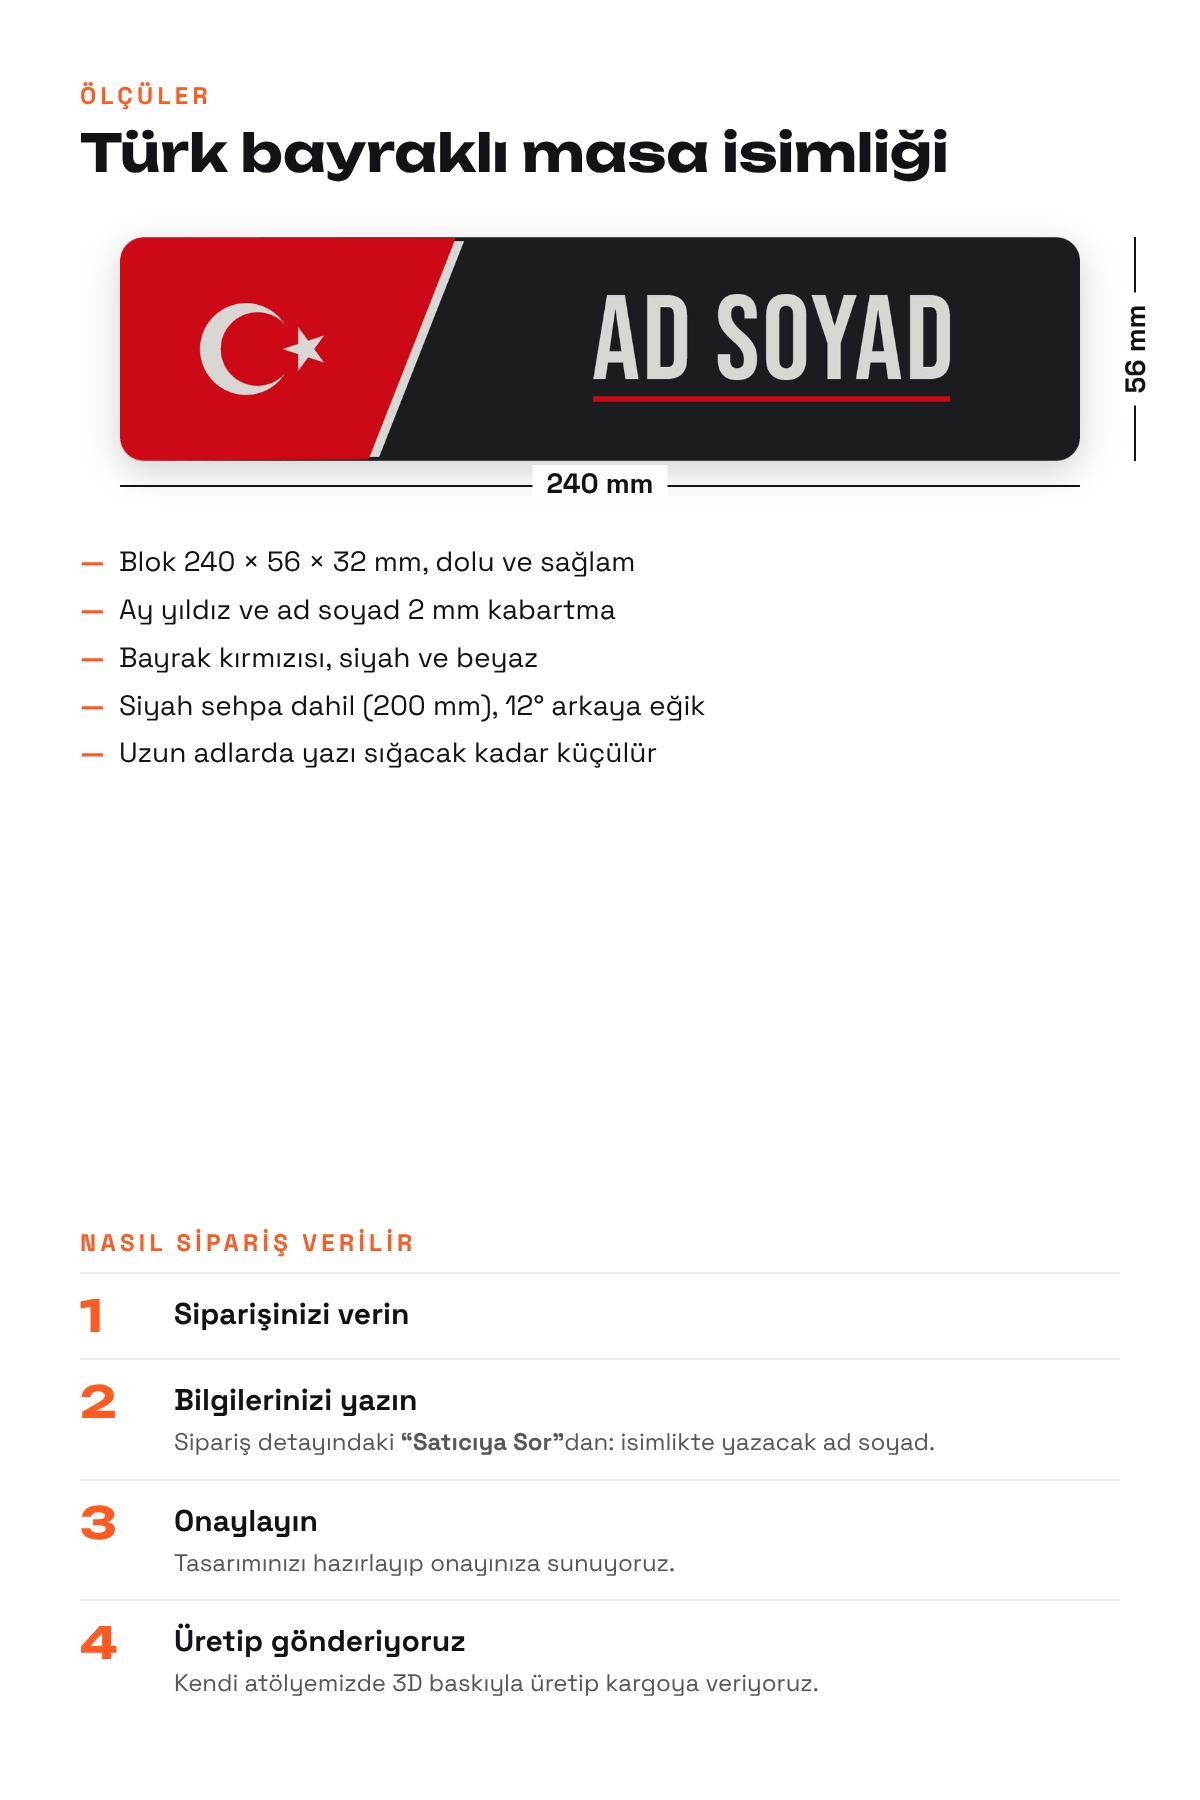 ÖLÇÜLER
Türk bayraklı masa isimliği
AD SOYAD
56 mm
240 mm
— Blok 240 × 56 × 32 mm, dolu ve sağlam
— Ay yıldız ve ad soyad 2 mm kabartma
— Bayrak kırmızısı, siyah ve beyaz
— Siyah sehpa dahil (200 mm), 12° arkaya eğik
— Uzun adlarda yazı sığacak kadar küçülür
NASIL SİPARİŞ VERİLİR
1 Siparişinizi verin
2 Bilgilerinizi yazın
Sipariş detayındaki “Satıcıya Sor”dan: isimlikte yazacak ad soyad.
3 Onaylayın
Tasarımınızı hazırlayıp onayınıza sunuyoruz.
4 Üretip gönderiyoruz
Kendi atölyemizde 3D baskıyla üretip kargoya veriyoruz.